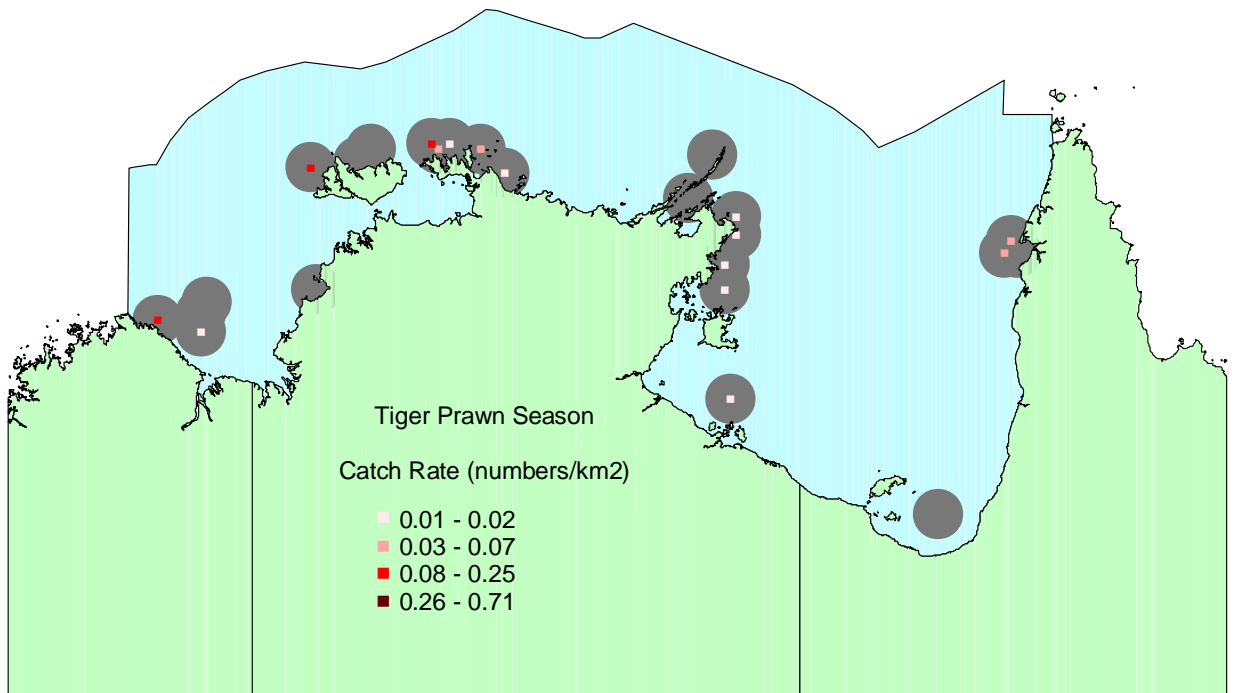 Tiger Prawn Season
Catch Rate (numbers/km2)
0.01 - 0.02
0.03 - 0.07
0.08 - 0.25
0.26 - 0.71